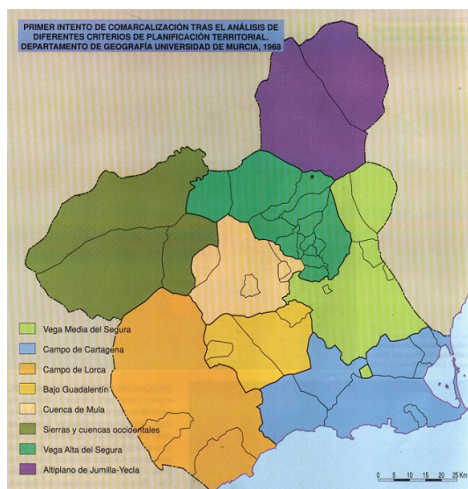 PRIMER INTENTO DE COMARCALIZACIÓN TRAS EL ANÁLISIS DE
DIFERENTES CRITERIOS DE PLANIFICACIÓN TERRITORIAL.
DEPARTAMENTO DE GEOGRAFÍA UNIVERSIDAD DE MURCIA, 1968
Vega Media del Segura
Campo de Cartagena
Campo de Lorca
Bajo Guadalentín
Cuenca de Mula
Sierras y cuencas occidentales
Vega Alta del Segura
Altiplano de Jumilla-Yecla
0 5 10 15 20 25 Km